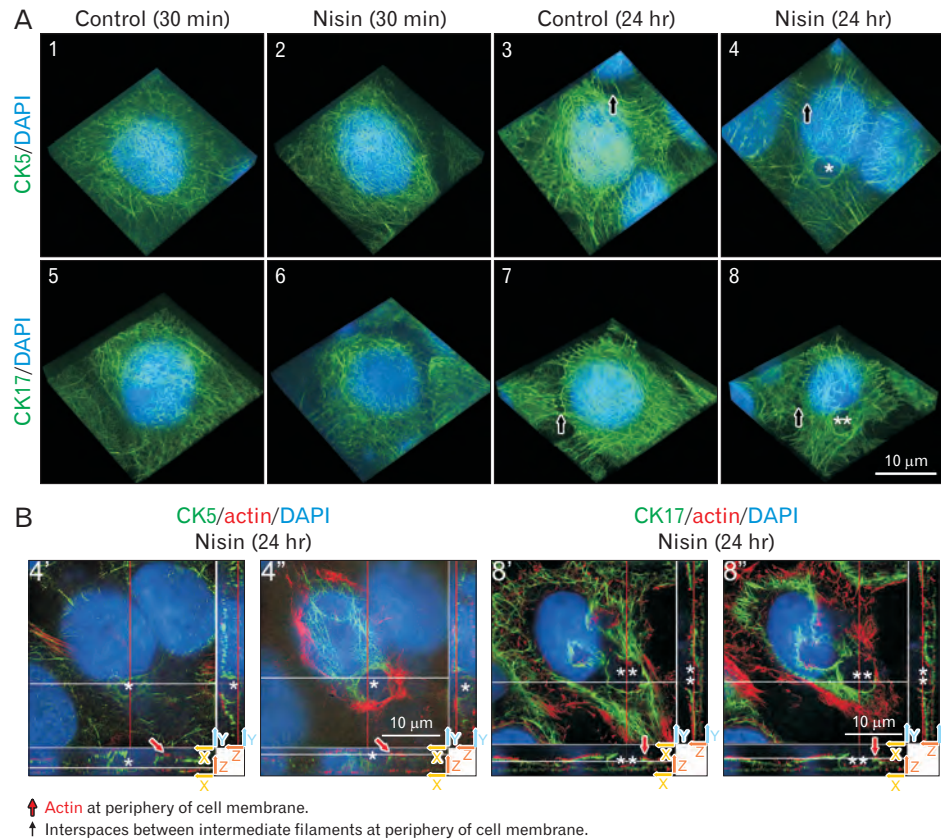 A
Control (30 min) Nisin (30 min) Control (24 hr) Nisin (24 hr)
CK5/DAPI
1 2 3 4
*
CK17/DAPI
5 6 7 8
**
10 μm
B
CK5/actin/DAPI
Nisin (24 hr)
CK17/actin/DAPI
Nisin (24 hr)
4' 4" 8' 8"
* * * * ** ** ** **
* * ** **
10 μm 10 μm
X Y Z X Y Z X Y Z X Y Z
X Z X Z X Z X Z
Actin at periphery of cell membrane.
Interspaces between intermediate filaments at periphery of cell membrane.